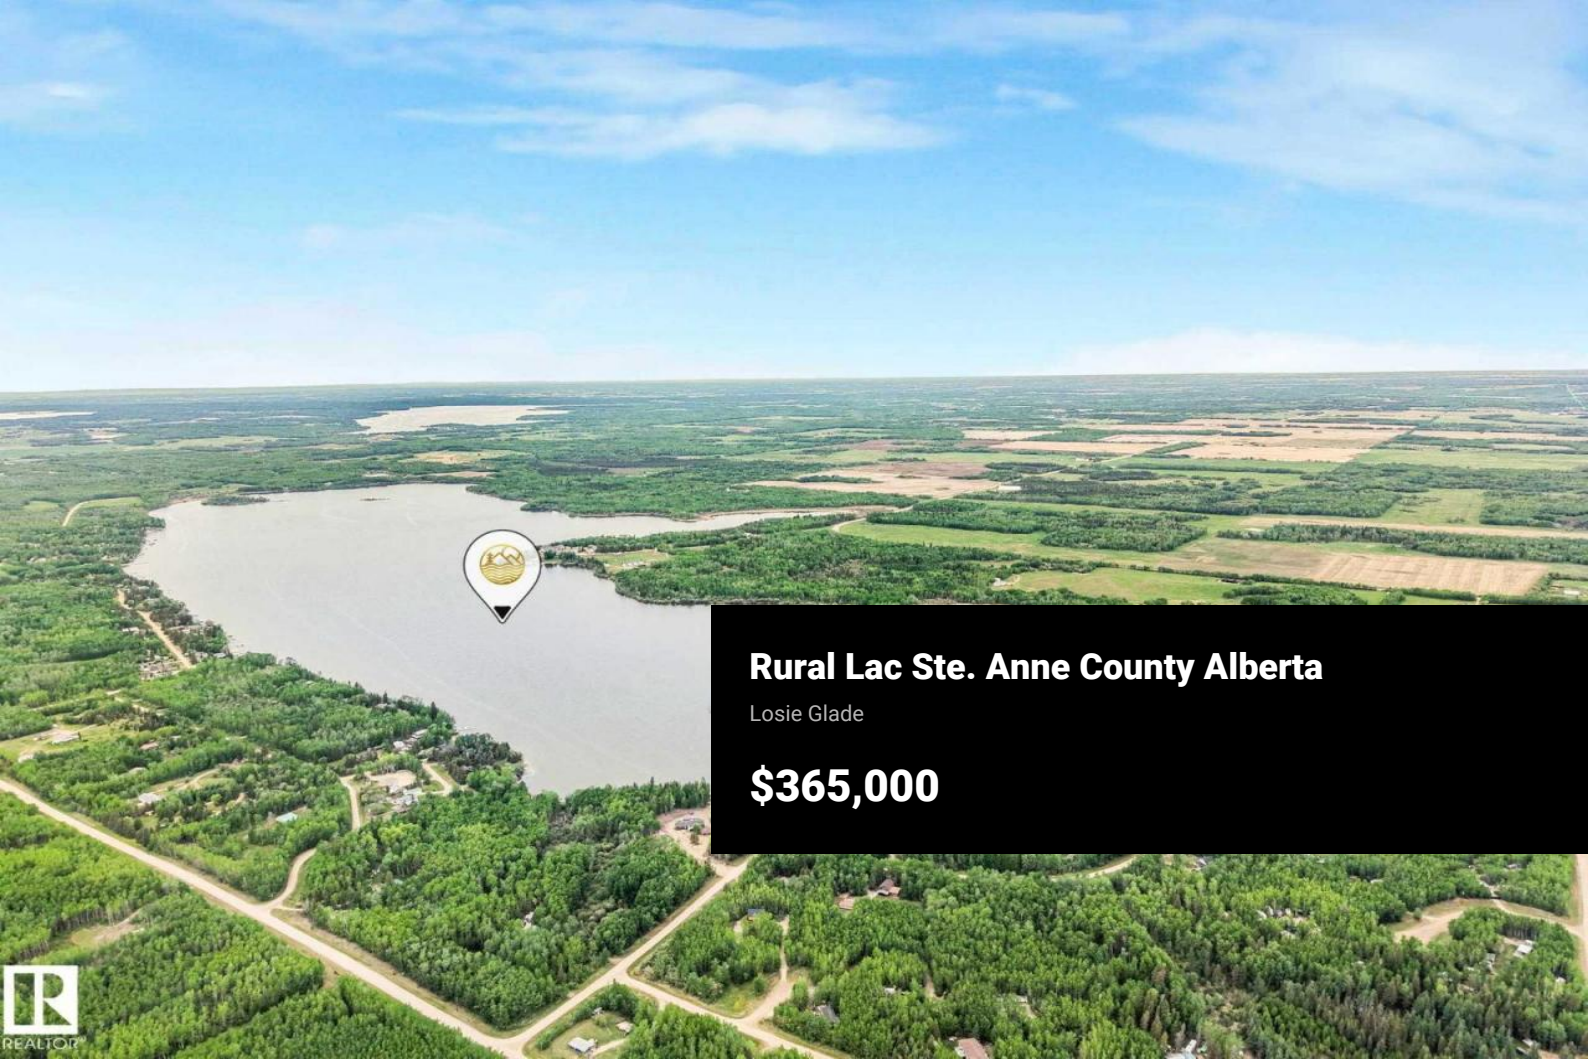 Rural Lac Ste. Anne County Alberta
Losie Glade
$365,000
R
REALTOR®